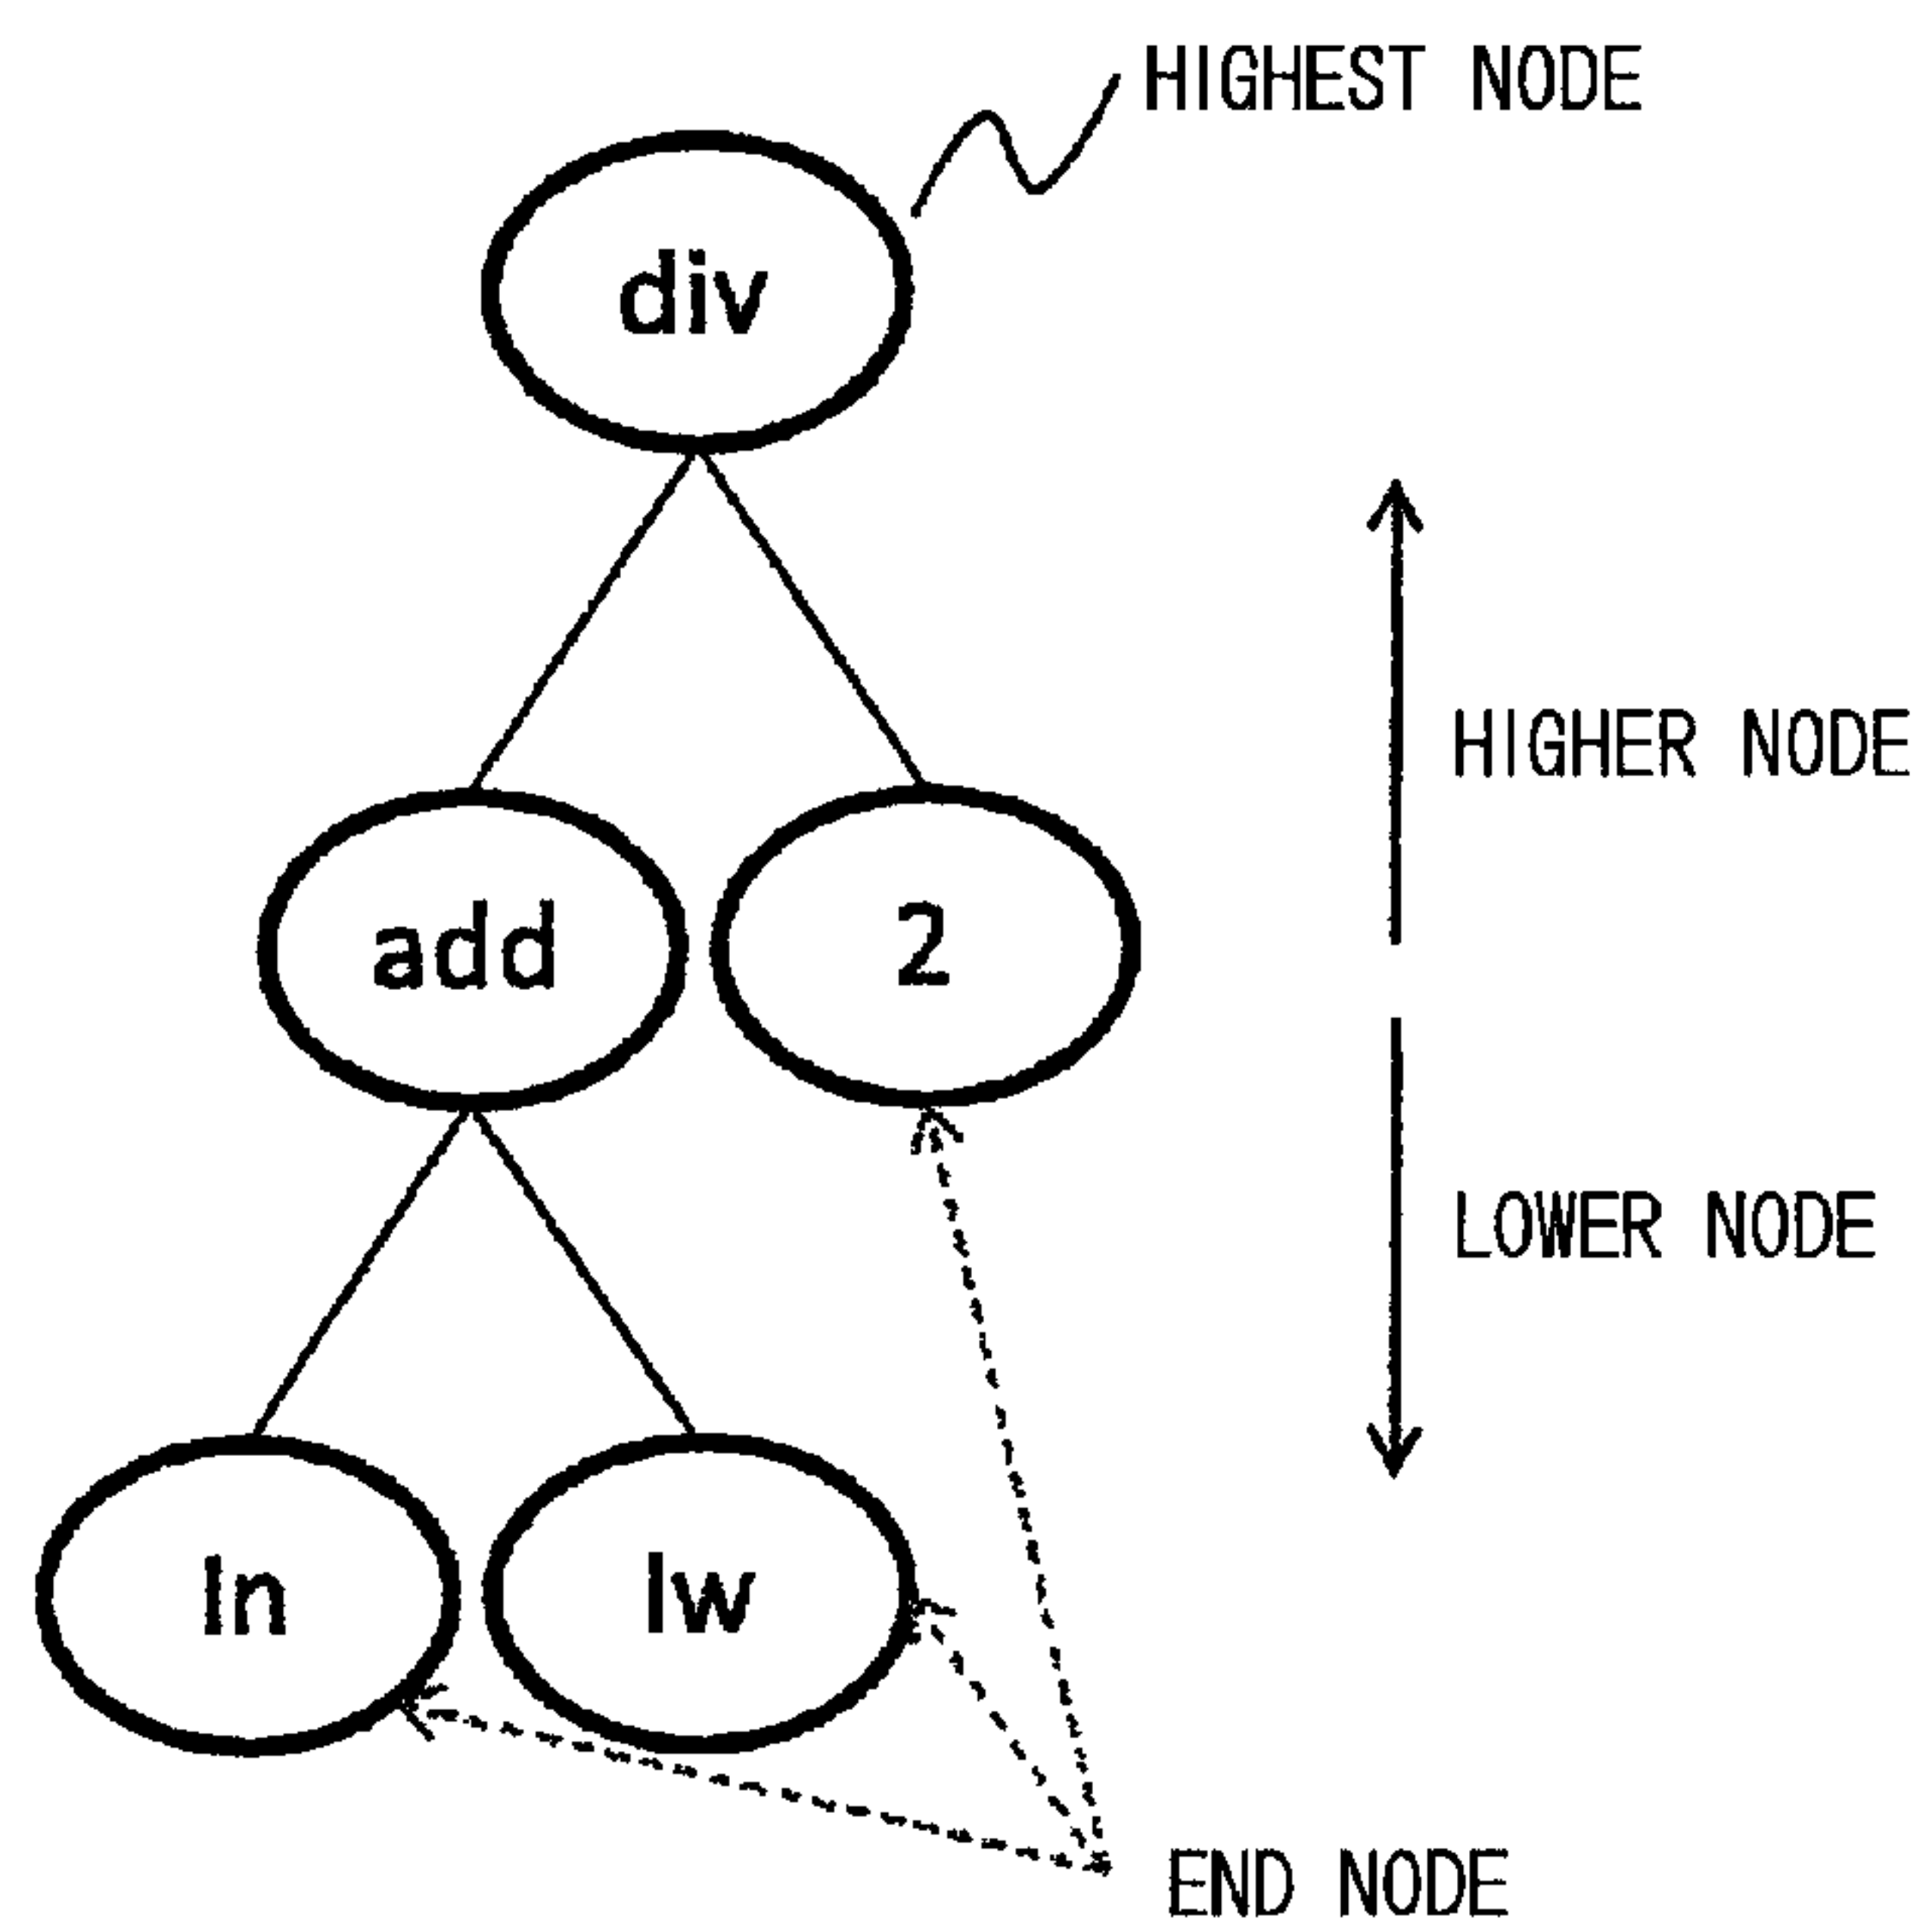 HIGHEST NODE
div
HIGHER NODE
add
2
LOWER NODE
ln
lw
END NODE